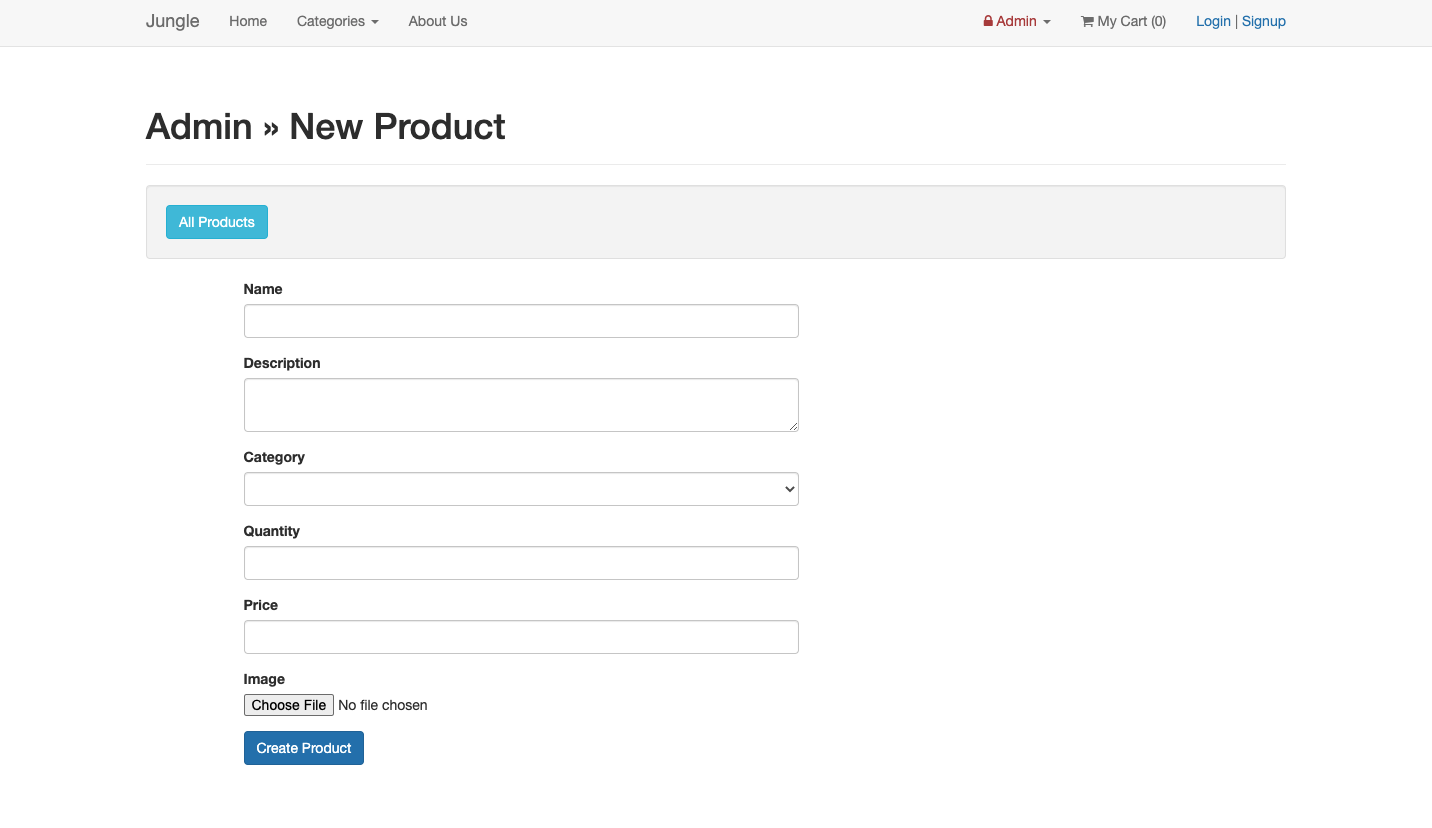 Jungle Home Categories About Us Admin My Cart (0) Login | Signup
Admin » New Product
All Products
Name
Description
Category
Quantity
Price
Image
Choose File No file chosen
Create Product